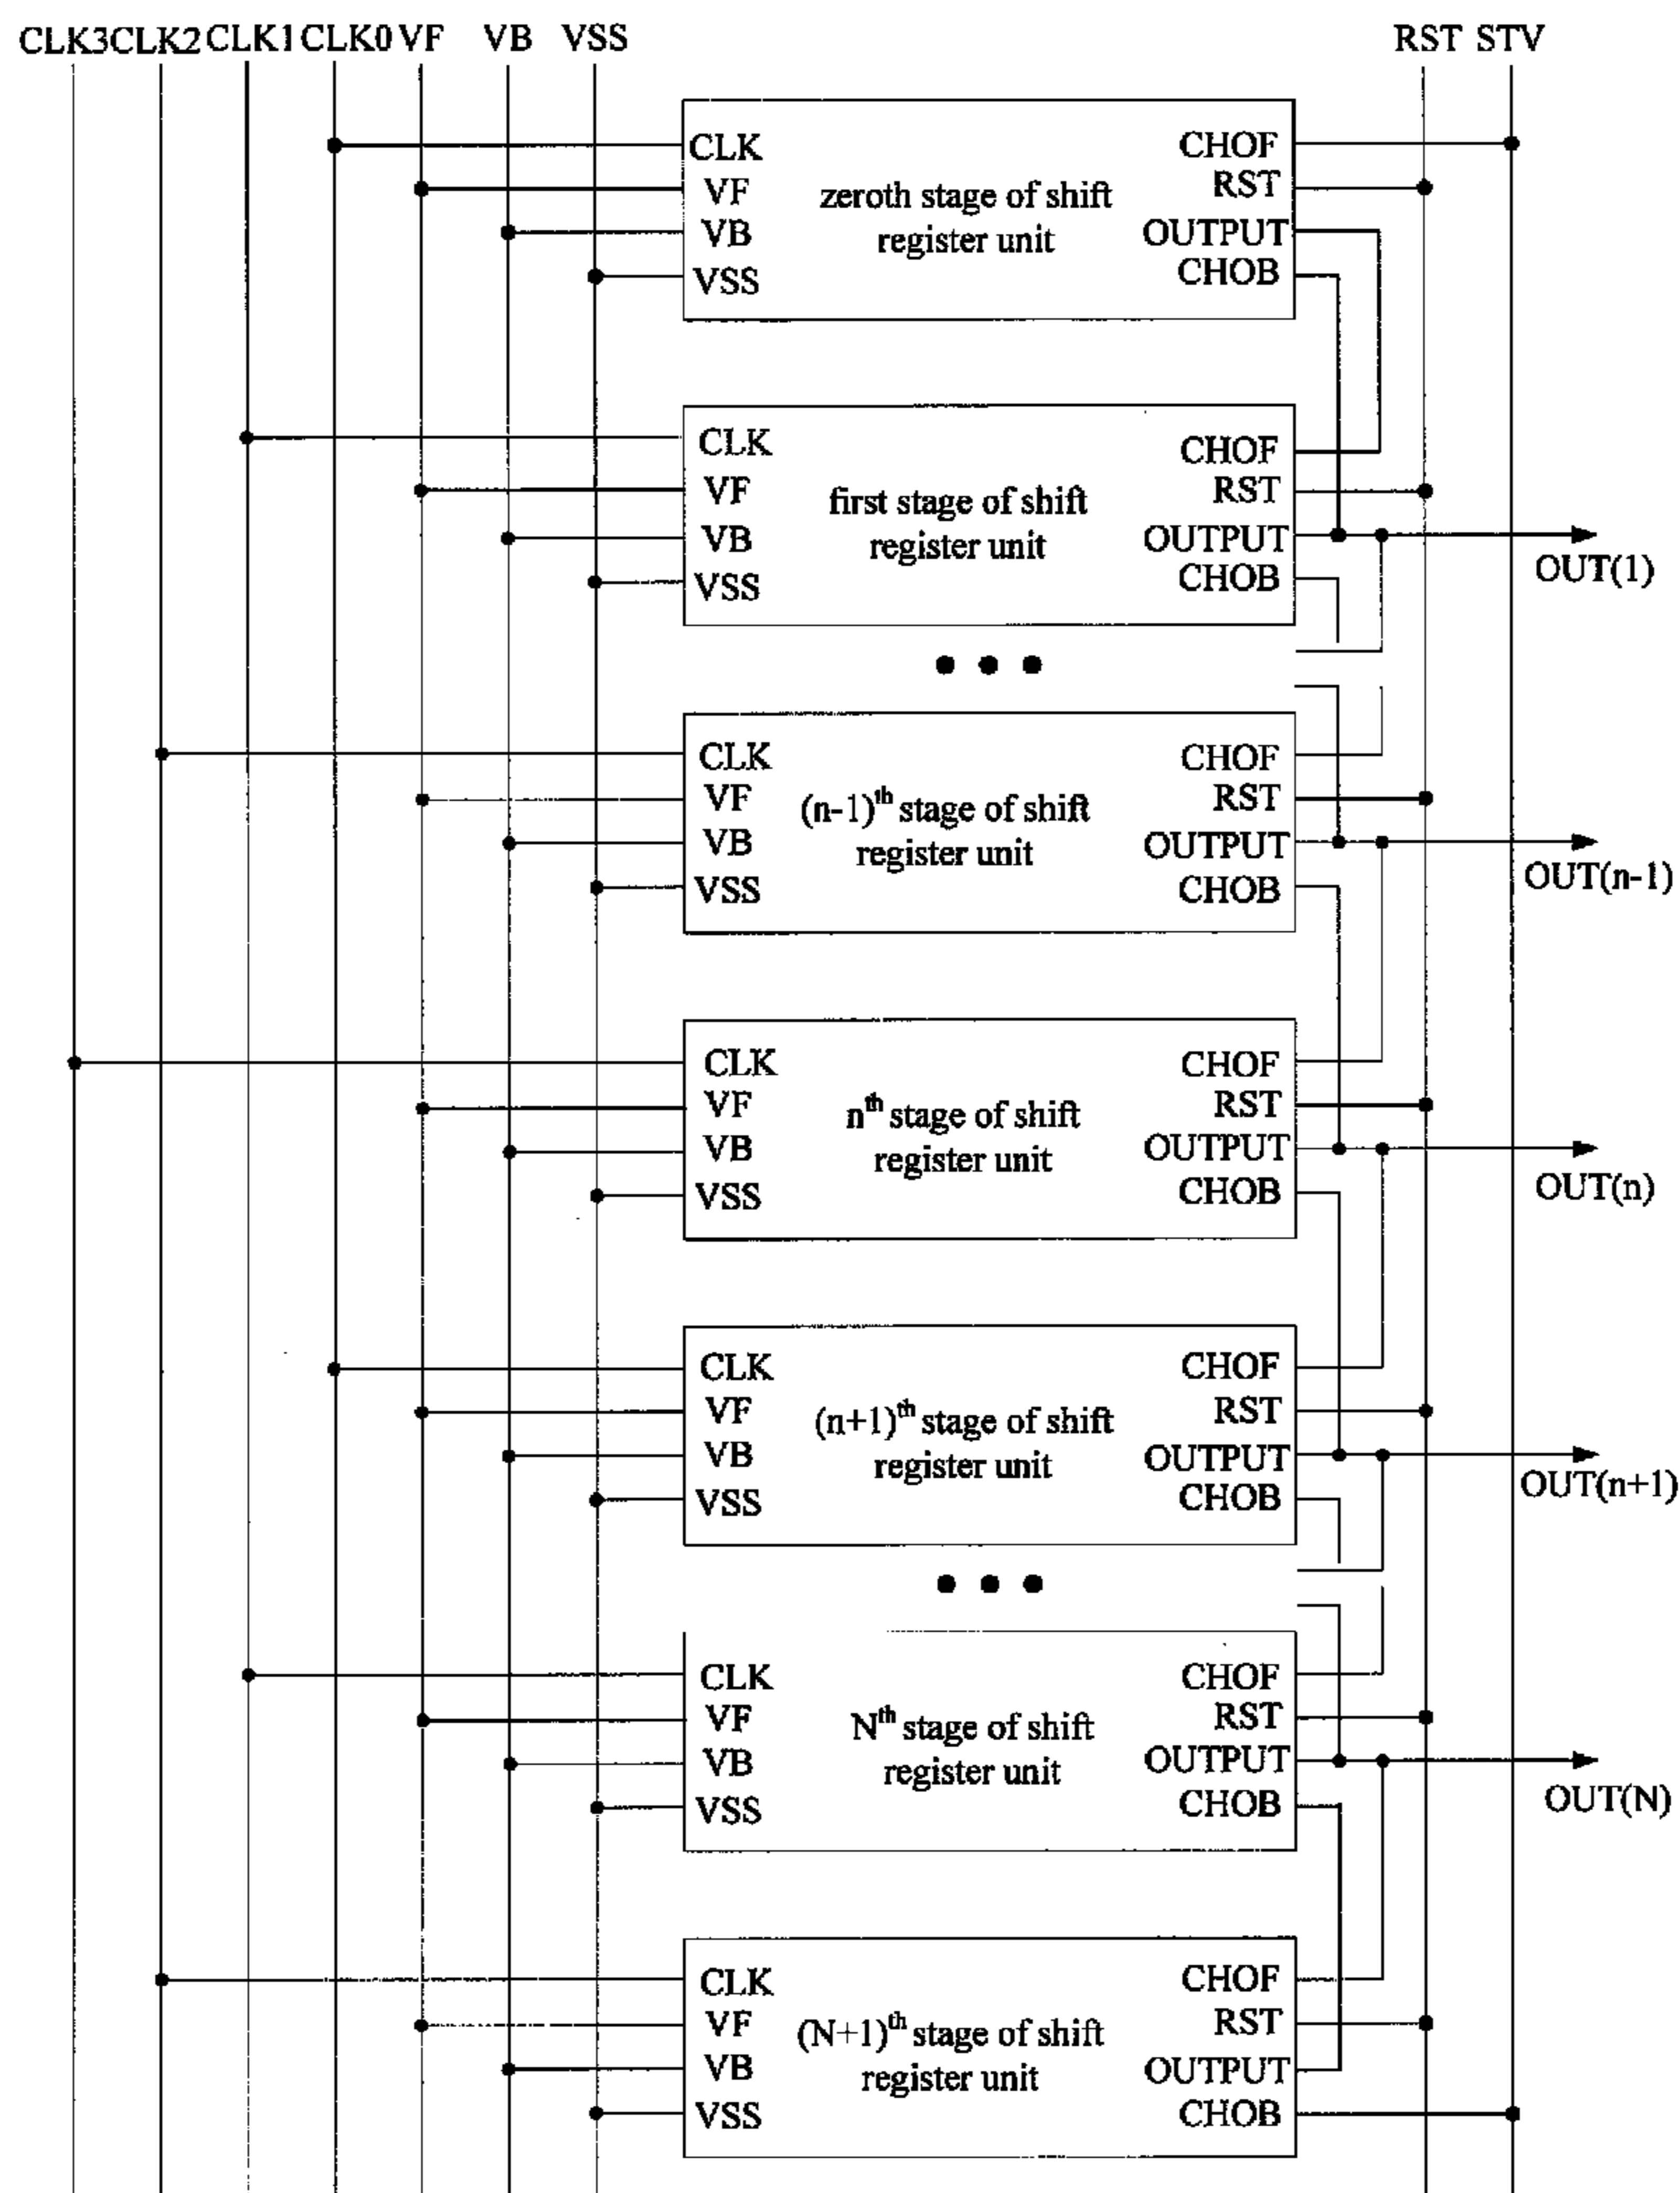 CLK3 CLK2 CLK1 CLK0 VF VB VSS RST STV
CLK CHOF
VF zeroth stage of shift RST
VB register unit OUTPUT
VSS CHOB
CLK CHOF
VF first stage of shift RST
VB register unit OUTPUT
VSS CHOB
OUT(1)
CLK CHOF
VF (n-1)th stage of shift RST
VB register unit OUTPUT
VSS CHOB
OUT(n-1)
CLK CHOF
VF nth stage of shift RST
VB register unit OUTPUT
VSS CHOB
OUT(n)
CLK CHOF
VF (n+1)th stage of shift RST
VB register unit OUTPUT
VSS CHOB
OUT(n+1)
CLK CHOF
VF Nth stage of shift RST
VB register unit OUTPUT
VSS CHOB
OUT(N)
CLK CHOF
VF (N+1)th stage of shift RST
VB register unit OUTPUT
VSS CHOB